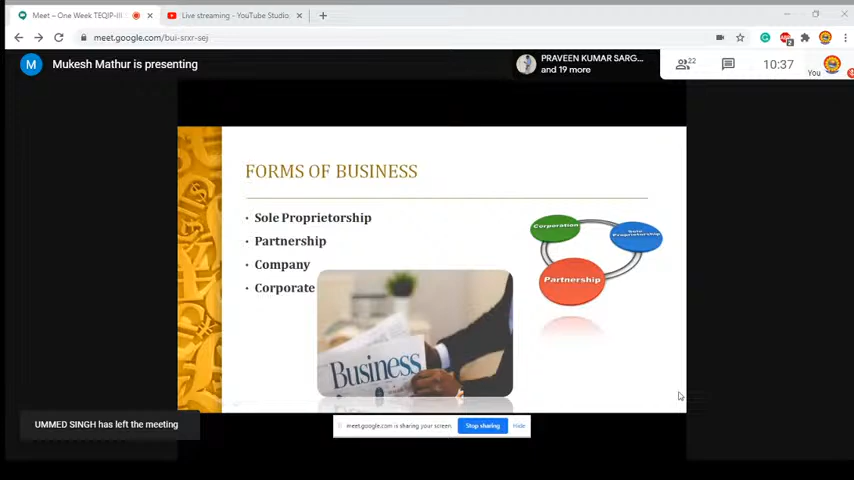 Meet – One Week TEQIP-III
Live streaming - YouTube Studio
meet.google.com/bui-srxr-sej
M
Mukesh Mathur is presenting
PRAVEEN KUMAR SARG...
and 19 more
22
10:37
You
FORMS OF BUSINESS
• Sole Proprietorship
• Partnership
• Company
• Corporate
Corporation
Sole
Proprietorship
Partnership
Business
UMMED SINGH has left the meeting
meet.google.com is sharing your screen.
Stop sharing
Hide